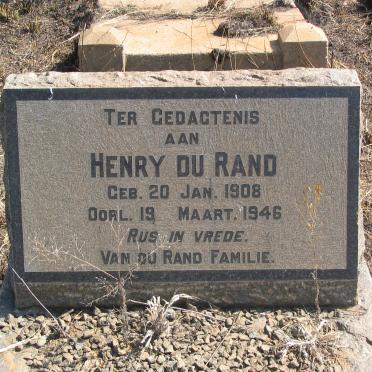 TER GEDAGTENIS
AAN
HENRY DU RAND
GEB. 20 JAN. 1908
OORL. 19 MAART. 1946
RUS IN VREDE.
VAN DU RAND FAMILIE.